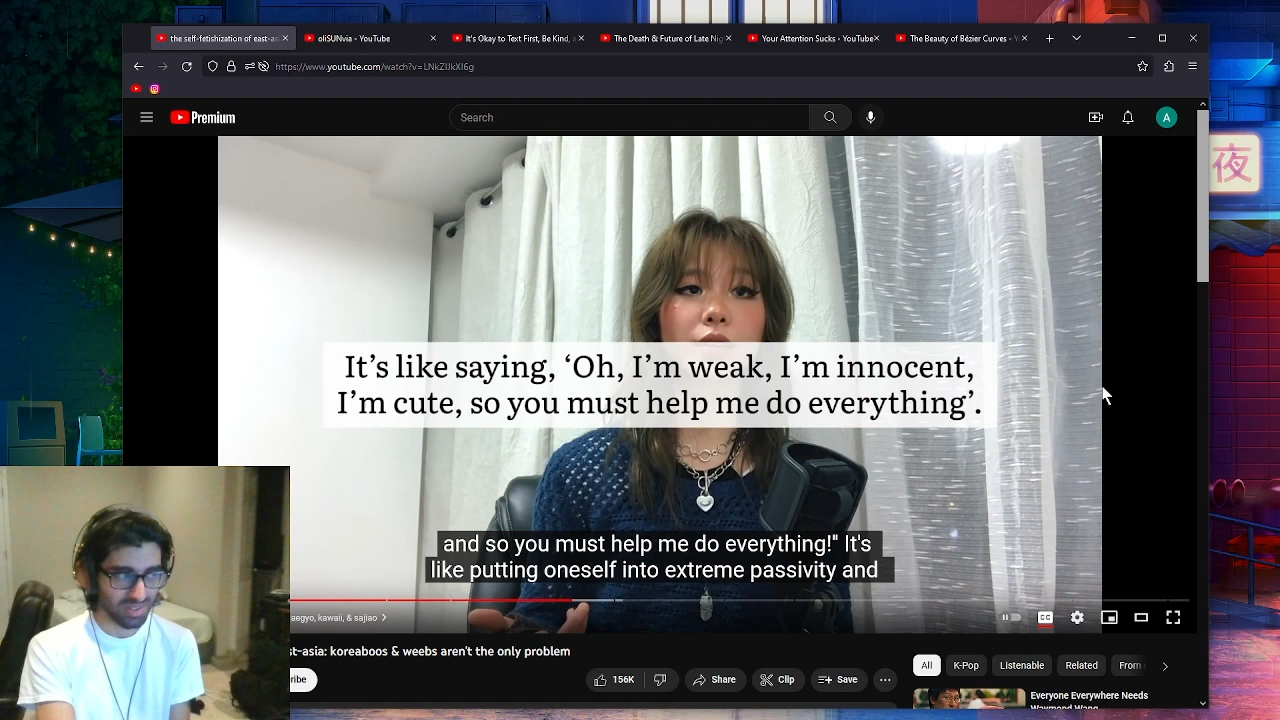 the self-fetishization of east-as
oliSUNvia - YouTube
It's Okay to Text First, Be Kind, a
The Death & Future of Late Nig
Your Attention Sucks - YouTube
The Beauty of Bézier Curves - Y
https://www.youtube.com/watch?v=LNkZIJkXI6g
Premium
Search
A
夜
It's like saying, ‘Oh, I'm weak, I'm innocent,
I'm cute, so you must help me do everything’.
and so you must help me do everything!" It's
like putting oneself into extreme passivity and
aegyo, kawaii, & sajiao
CC
st-asia: koreaboos & weebs aren't the only problem
ribe
156K
Share
Clip
Save
All
K-Pop
Listenable
Related
From
Everyone Everywhere Needs
Waymond Wang